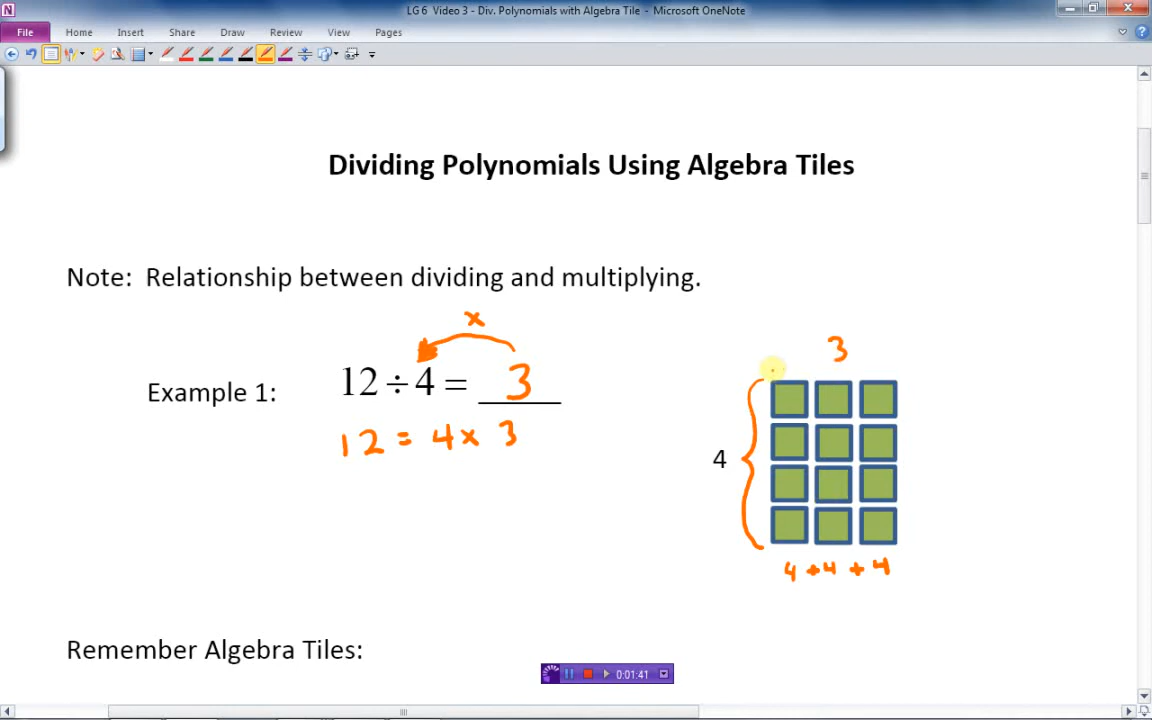 LG 6 Video 3 - Div. Polynomials with Algebra Tile - Microsoft OneNote
File Home Insert Share Draw Review View Pages
Dividing Polynomials Using Algebra Tiles
Note: Relationship between dividing and multiplying.
x
Example 1: 12 ÷ 4 = 3
12 = 4 x 3
3
4
4 + 4 + 4
Remember Algebra Tiles:
0:01:41